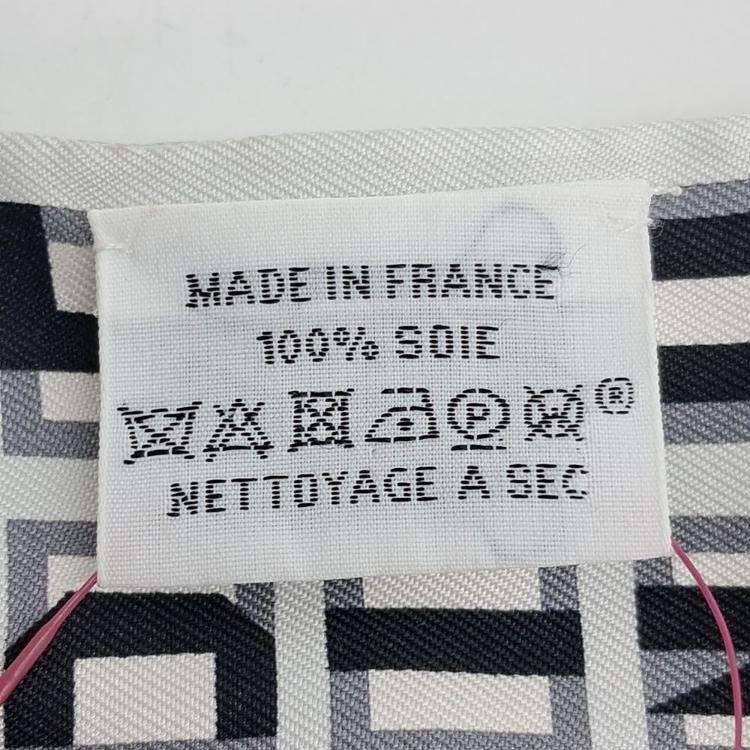 MADE IN FRANCE
100% SOIE
P ®
NETTOYAGE A SEC